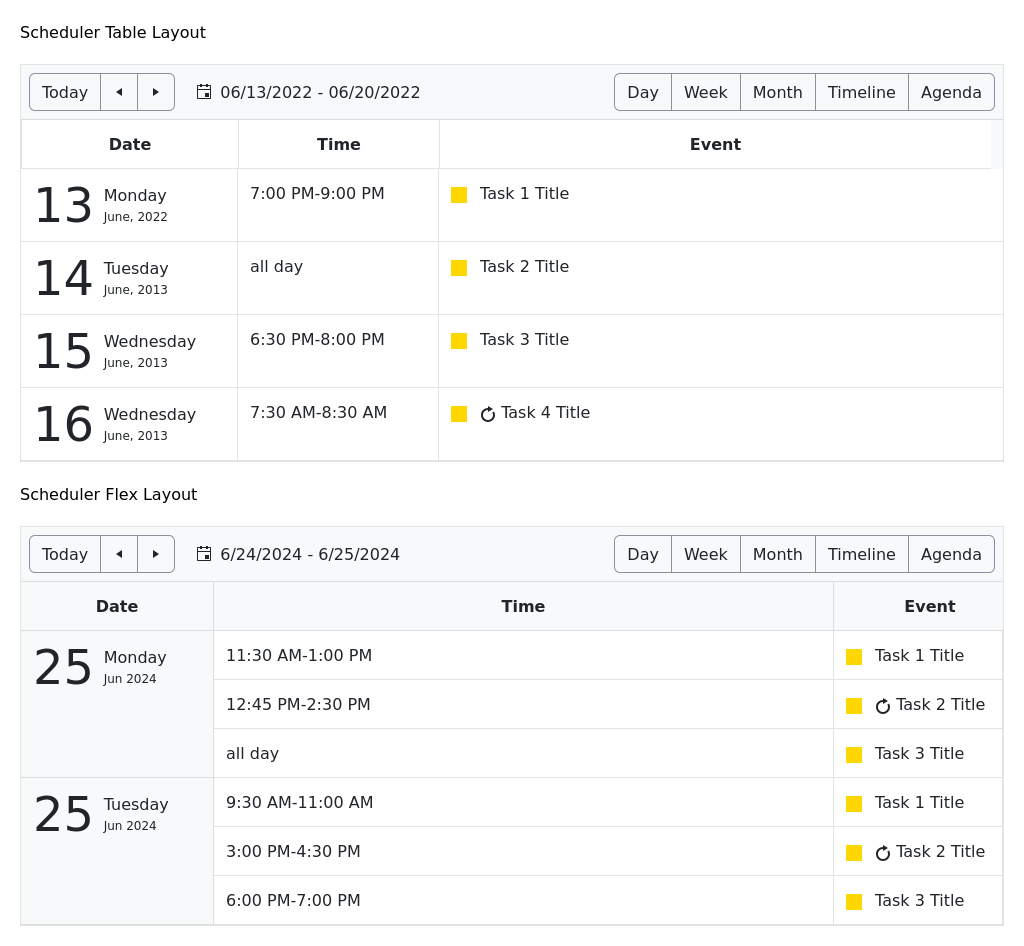 Scheduler Table Layout
Today 06/13/2022 - 06/20/2022 Day Week Month Timeline Agenda
Date Time Event
13 Monday June, 2022 7:00 PM-9:00 PM Task 1 Title
14 Tuesday June, 2013 all day Task 2 Title
15 Wednesday June, 2013 6:30 PM-8:00 PM Task 3 Title
16 Wednesday June, 2013 7:30 AM-8:30 AM Task 4 Title
Scheduler Flex Layout
Today 6/24/2024 - 6/25/2024 Day Week Month Timeline Agenda
Date Time Event
25 Monday Jun 2024 11:30 AM-1:00 PM Task 1 Title
12:45 PM-2:30 PM Task 2 Title
all day Task 3 Title
25 Tuesday Jun 2024 9:30 AM-11:00 AM Task 1 Title
3:00 PM-4:30 PM Task 2 Title
6:00 PM-7:00 PM Task 3 Title